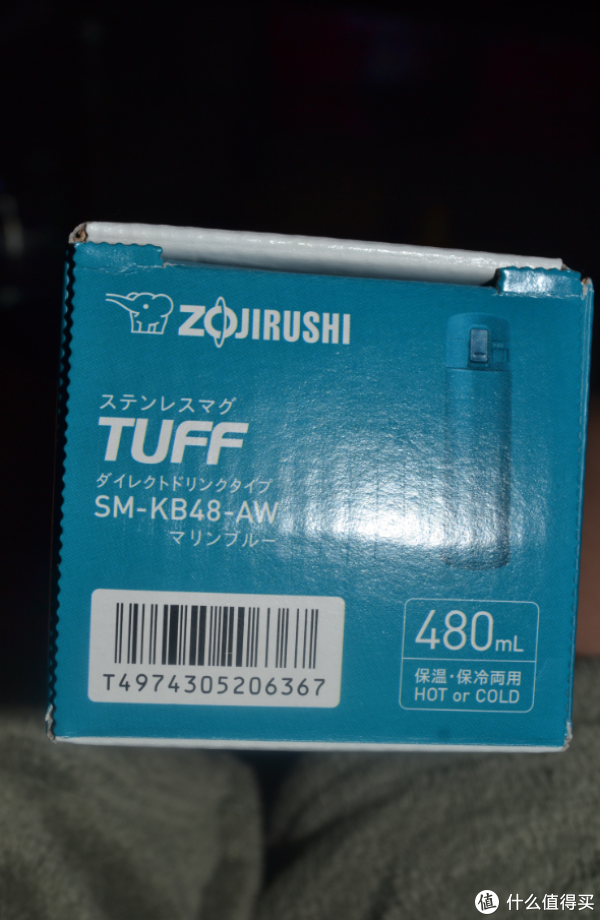 ZOJIRUSHI
ステンレスマグ
TUFF
ダイレクトドリンクタイプ
SM-KB48-AW
マリンブルー
T4974305206367
480mL
保温・保冷両用
HOT or COLD
值 什么值得买